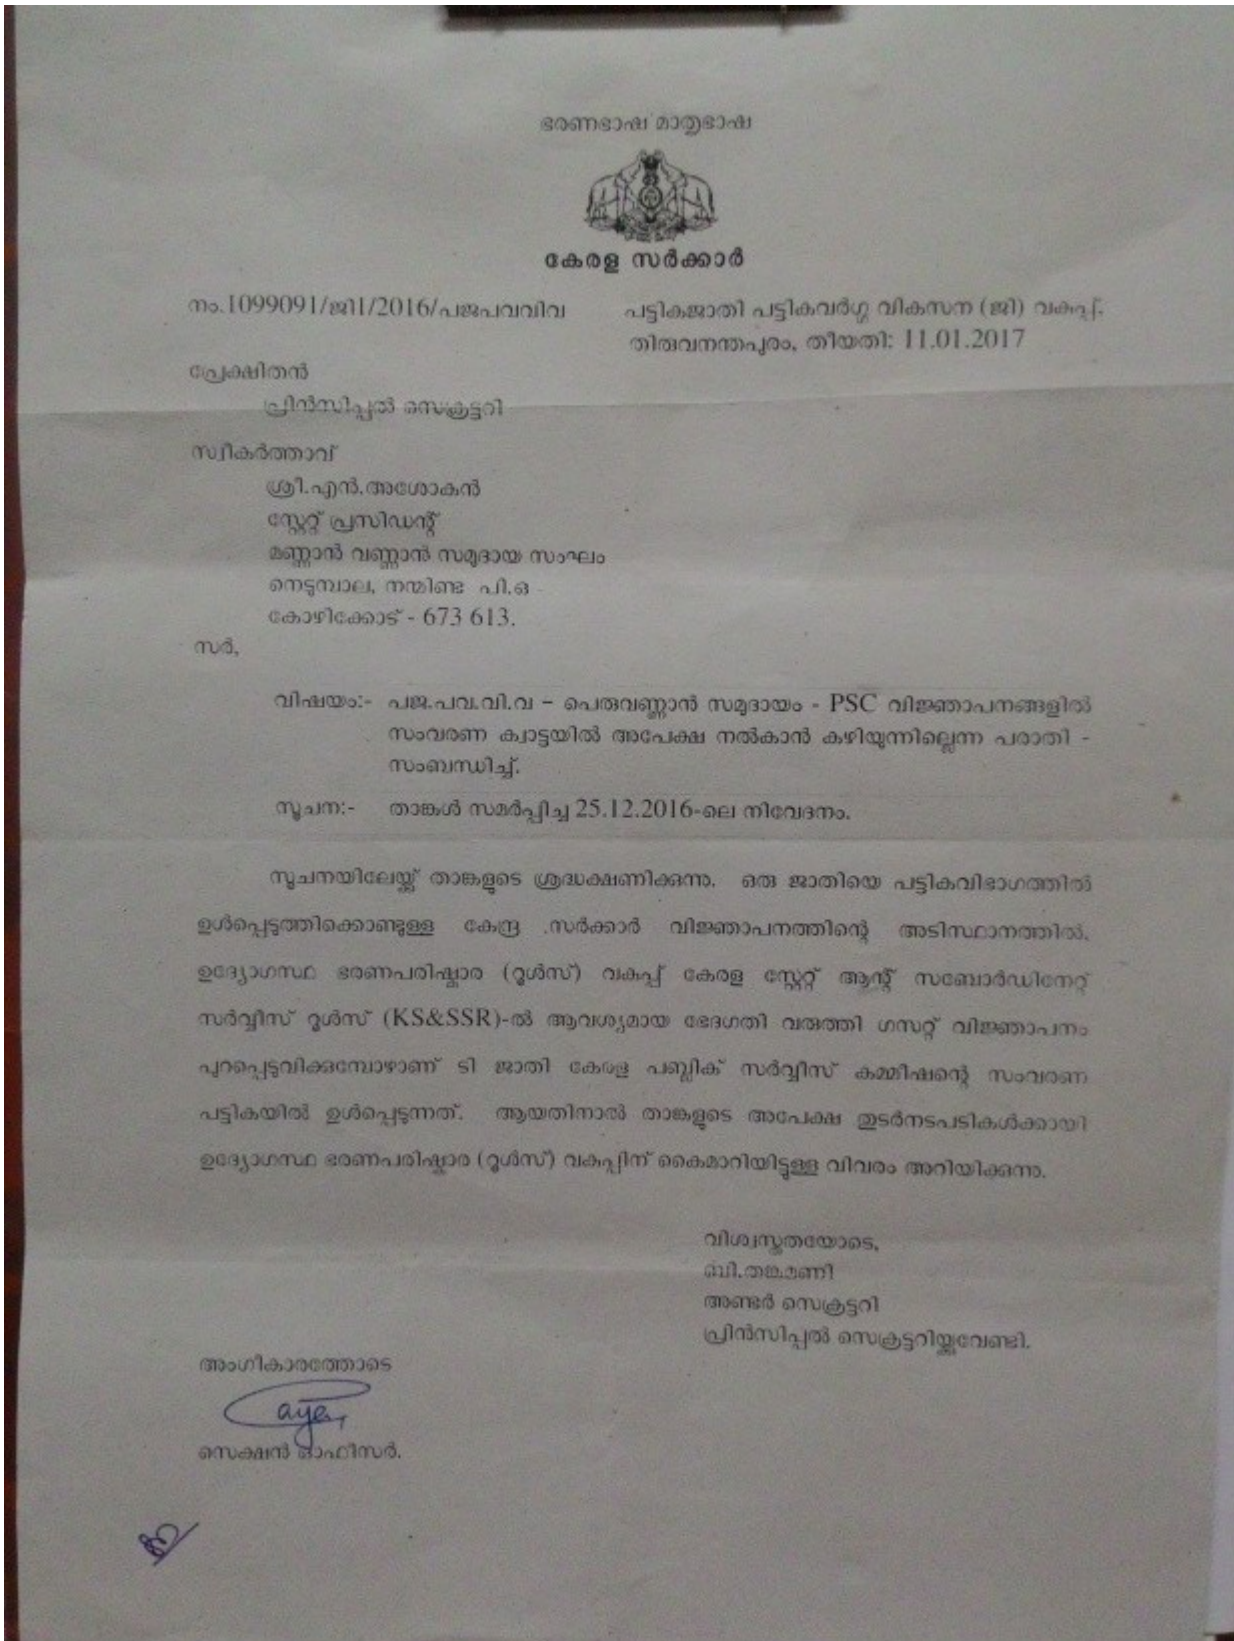 ഭരണഭാഷ മാതൃഭാഷ
കേരള സർക്കാർ
നം.1099091/ജി1/2016/പജപവവിവ
പട്ടികജാതി പട്ടികവർഗ്ഗ വികസന (ജി) വകുപ്പ്.
തിരുവനന്തപുരം, തീയതി: 11.01.2017
പ്രേക്ഷിതൻ
പ്രിൻസിപ്പൽ സെക്രട്ടറി
സ്വീകർത്താവ്
ശ്രീ.എൻ.അശോകൻ
സ്റ്റേറ്റ് പ്രസിഡന്റ്
മണ്ണാൻ വണ്ണാൻ സമുദായ സംഘം
നെടുമ്പാല, നന്മിണ്ട പി.ഒ
കോഴിക്കോട് - 673 613.
സർ,
വിഷയം:- പജ.പവ.വി.വ – പെരുവണ്ണാൻ സമുദായം - PSC വിജ്ഞാപനങ്ങളിൽ
സംവരണ ക്വാട്ടയിൽ അപേക്ഷ നൽകാൻ കഴിയുന്നില്ലെന്ന പരാതി -
സംബന്ധിച്ച്.
സൂചന:- താങ്കൾ സമർപ്പിച്ച 25.12.2016-ലെ നിവേദനം.
സൂചനയിലേയ്ക്ക് താങ്കളുടെ ശ്രദ്ധക്ഷണിക്കുന്നു. ഒരു ജാതിയെ പട്ടികവിഭാഗത്തിൽ
ഉൾപ്പെടുത്തിക്കൊണ്ടുള്ള കേന്ദ്ര സർക്കാർ വിജ്ഞാപനത്തിന്റെ അടിസ്ഥാനത്തിൽ,
ഉദ്യോഗസ്ഥ ഭരണപരിഷ്കാര (റൂൾസ്) വകുപ്പ് കേരള സ്റ്റേറ്റ് ആന്റ് സബോർഡിനേറ്റ്
സർവ്വീസ് റൂൾസ് (KS&SSR)-ൽ ആവശ്യമായ ഭേദഗതി വരുത്തി ഗസറ്റ് വിജ്ഞാപനം
പുറപ്പെടുവിക്കുമ്പോഴാണ് ടി ജാതി കേരള പബ്ലിക് സർവ്വീസ് കമ്മിഷന്റെ സംവരണ
പട്ടികയിൽ ഉൾപ്പെടുന്നത്. ആയതിനാൽ താങ്കളുടെ അപേക്ഷ തുടർനടപടികൾക്കായി
ഉദ്യോഗസ്ഥ ഭരണപരിഷ്കാര (റൂൾസ്) വകുപ്പിന് കൈമാറിയിട്ടുള്ള വിവരം അറിയിക്കുന്നു.
വിശ്വസ്തതയോടെ,
ബി.തങ്കമണി
അണ്ടർ സെക്രട്ടറി
പ്രിൻസിപ്പൽ സെക്രട്ടറിയ്ക്കുവേണ്ടി.
അംഗീകാരത്തോടെ
സെക്ഷൻ ഓഫീസർ.